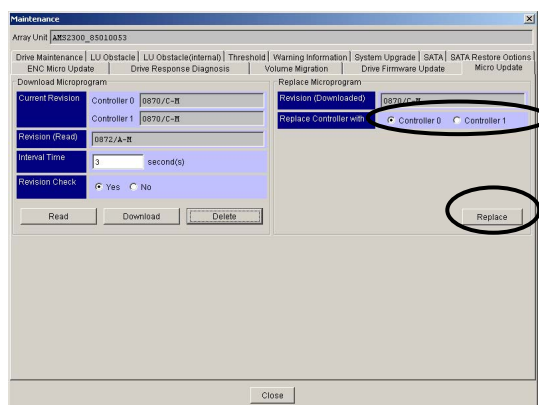 Maintenance
Array Unit AMS2300_85010053
Drive Maintenance LU Obstacle LU Obstacle(internal) Threshold Warning Information System Upgrade SATA SATA Restore Options
ENC Micro Update Drive Response Diagnosis Volume Migration Drive Firmware Update Micro Update
Download Microprogram
Current Revision Controller 0 0870/C-M
Controller 1 0870/C-M
Revision (Read) 0872/A-M
Interval Time 3 second(s)
Revision Check Yes No
Read Download Delete
Replace Microprogram
Revision (Downloaded) 0870/C-M
Replace Controller with Controller 0 Controller 1
Replace
Close